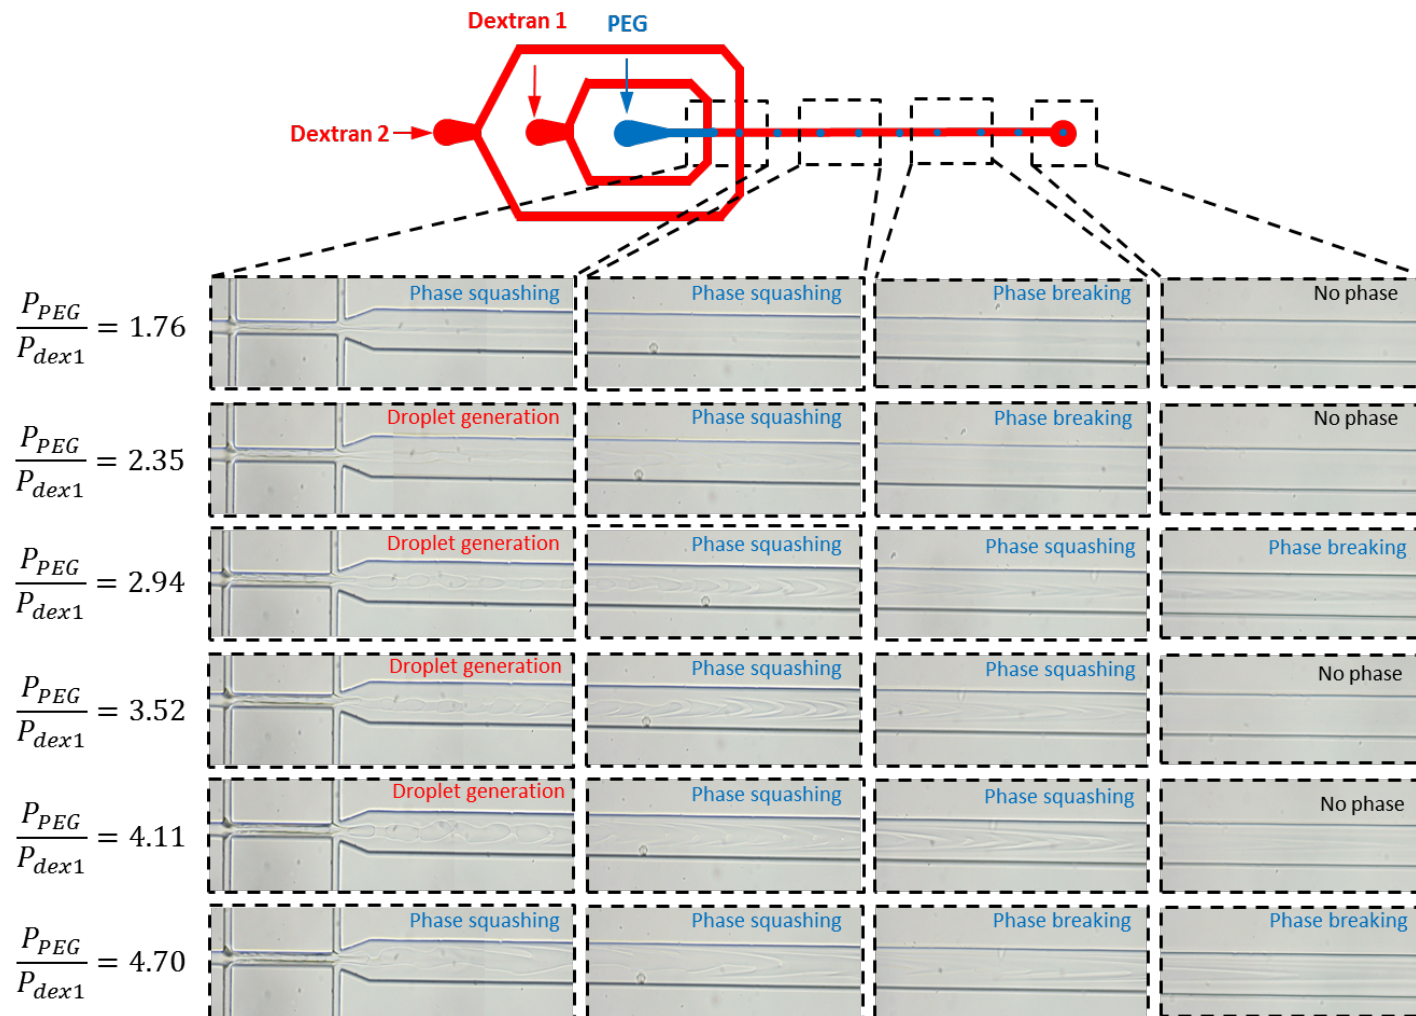 Dextran 1
PEG
Dextran 2
P_PEG / P_dex1 = 1.76
Phase squashing
Phase squashing
Phase breaking
No phase
P_PEG / P_dex1 = 2.35
Droplet generation
Phase squashing
Phase breaking
No phase
P_PEG / P_dex1 = 2.94
Droplet generation
Phase squashing
Phase squashing
Phase breaking
P_PEG / P_dex1 = 3.52
Droplet generation
Phase squashing
Phase squashing
No phase
P_PEG / P_dex1 = 4.11
Droplet generation
Phase squashing
Phase squashing
No phase
P_PEG / P_dex1 = 4.70
Phase squashing
Phase squashing
Phase breaking
Phase breaking